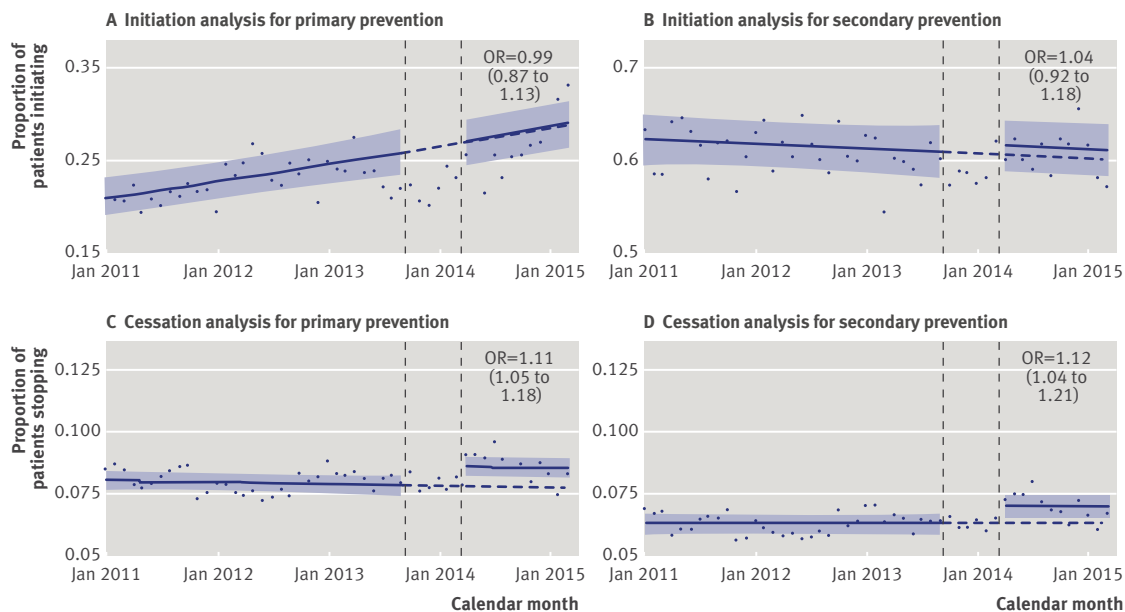 A Initiation analysis for primary prevention
Proportion of
patients initiating
0.35
0.25
0.15
OR=0.99
(0.87 to
1.13)
Jan 2011 Jan 2012 Jan 2013 Jan 2014 Jan 2015
B Initiation analysis for secondary prevention
0.7
0.6
0.5
OR=1.04
(0.92 to
1.18)
Jan 2011 Jan 2012 Jan 2013 Jan 2014 Jan 2015
C Cessation analysis for primary prevention
Proportion of
patients stopping
0.125
0.100
0.075
0.05
OR=1.11
(1.05 to
1.18)
Jan 2011 Jan 2012 Jan 2013 Jan 2014 Jan 2015
Calendar month
D Cessation analysis for secondary prevention
0.125
0.100
0.075
0.05
OR=1.12
(1.04 to
1.21)
Jan 2011 Jan 2012 Jan 2013 Jan 2014 Jan 2015
Calendar month